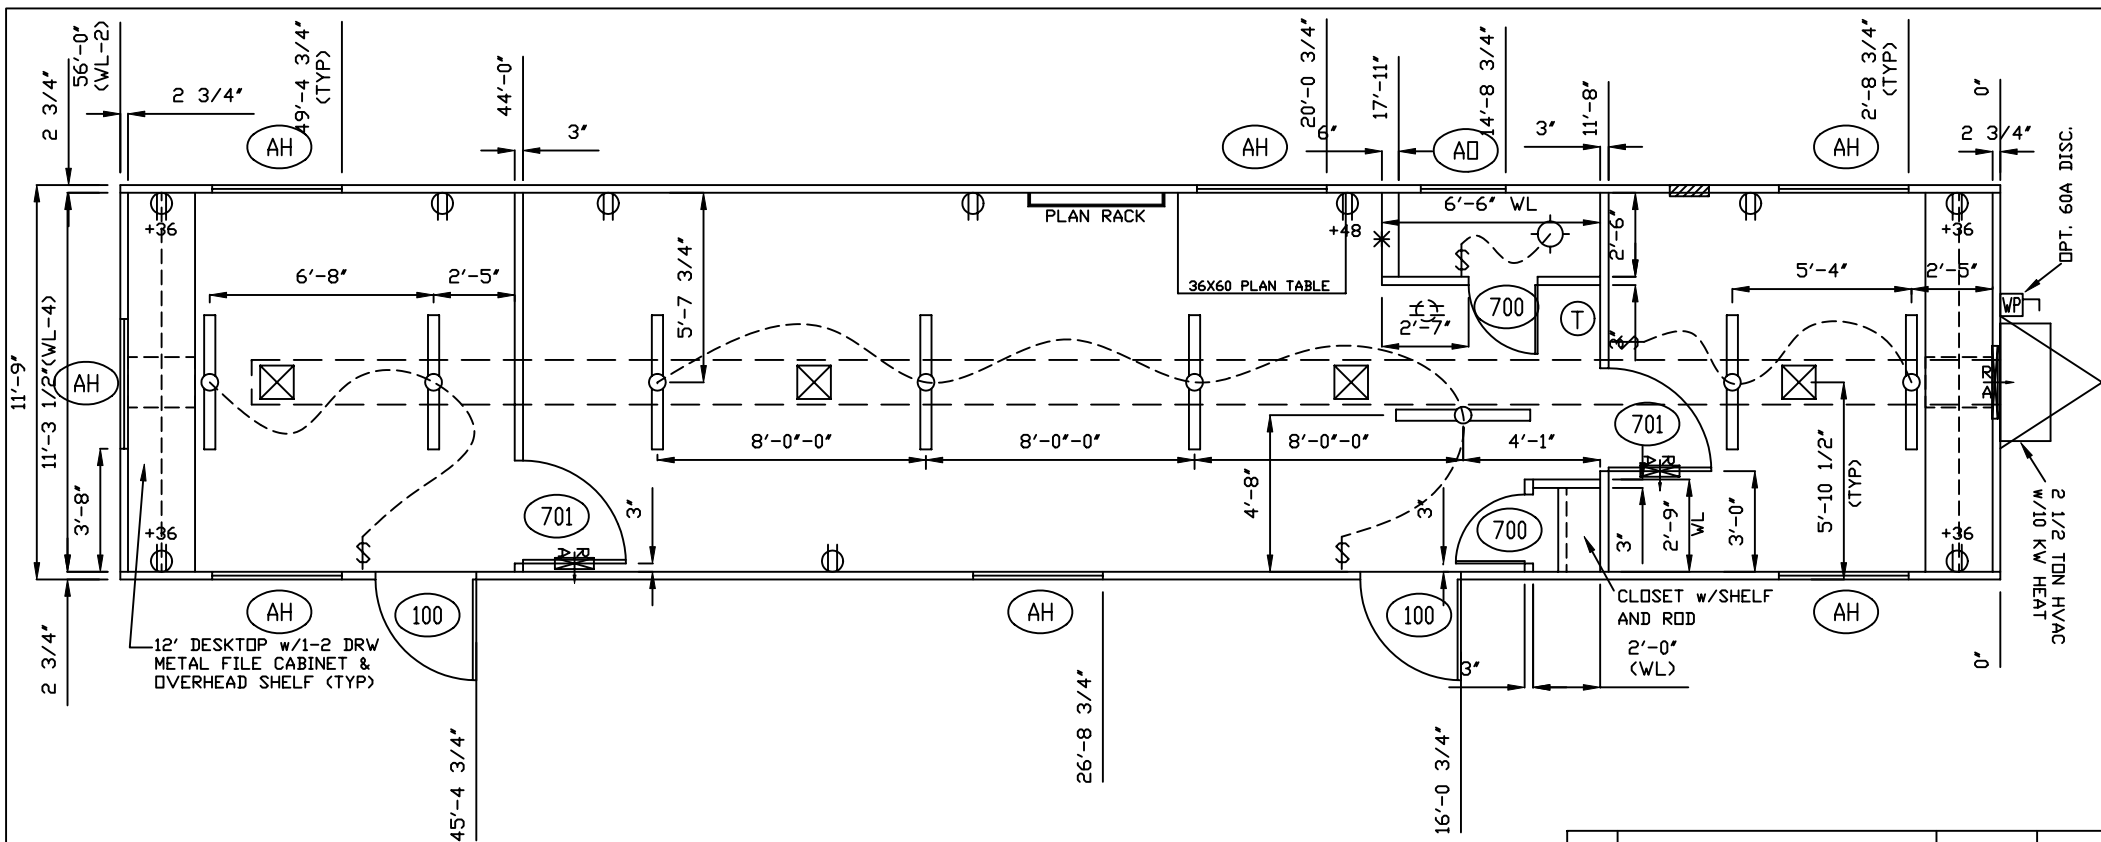 56'-0"
(WL-2)
2 3/4"
2 3/4"
49'-4 3/4"
(TYP)
44'-0"
3"
20'-0 3/4"
6"
17'-11"
14'-8 3/4"
3"
11'-8"
2'-8 3/4"
(TYP)
0"
2 3/4"
OPT. 60A DISC.
AH
AH
AO
AH
+36
PLAN RACK
+48
6'-6" WL
2'-6"
+36
6'-8"
2'-5"
5'-7 3/4"
36X60 PLAN TABLE
2'-7"
700
T
3"
5'-4"
2'-5"
WP
11'-9"
11'-3 1/2"(WL-4)
AH
RA
3'-8"
8'-0"-0"
8'-0"-0"
8'-0"-0"
4'-1"
701
RA
4'-8"
5'-10 1/2"
(TYP)
2 1/2 TON HVAC
w/10 KW HEAT
+36
701
RA
3"
3"
700
3"
2'-9"
WL
3'-0"
+36
AH
100
AH
100
CLOSET w/SHELF
AND ROD
AH
2 3/4"
12' DESKTOP w/1-2 DRW
METAL FILE CABINET &
OVERHEAD SHELF (TYP)
3"
2'-0"
(WL)
0"
45'-4 3/4"
26'-8 3/4"
16'-0 3/4"